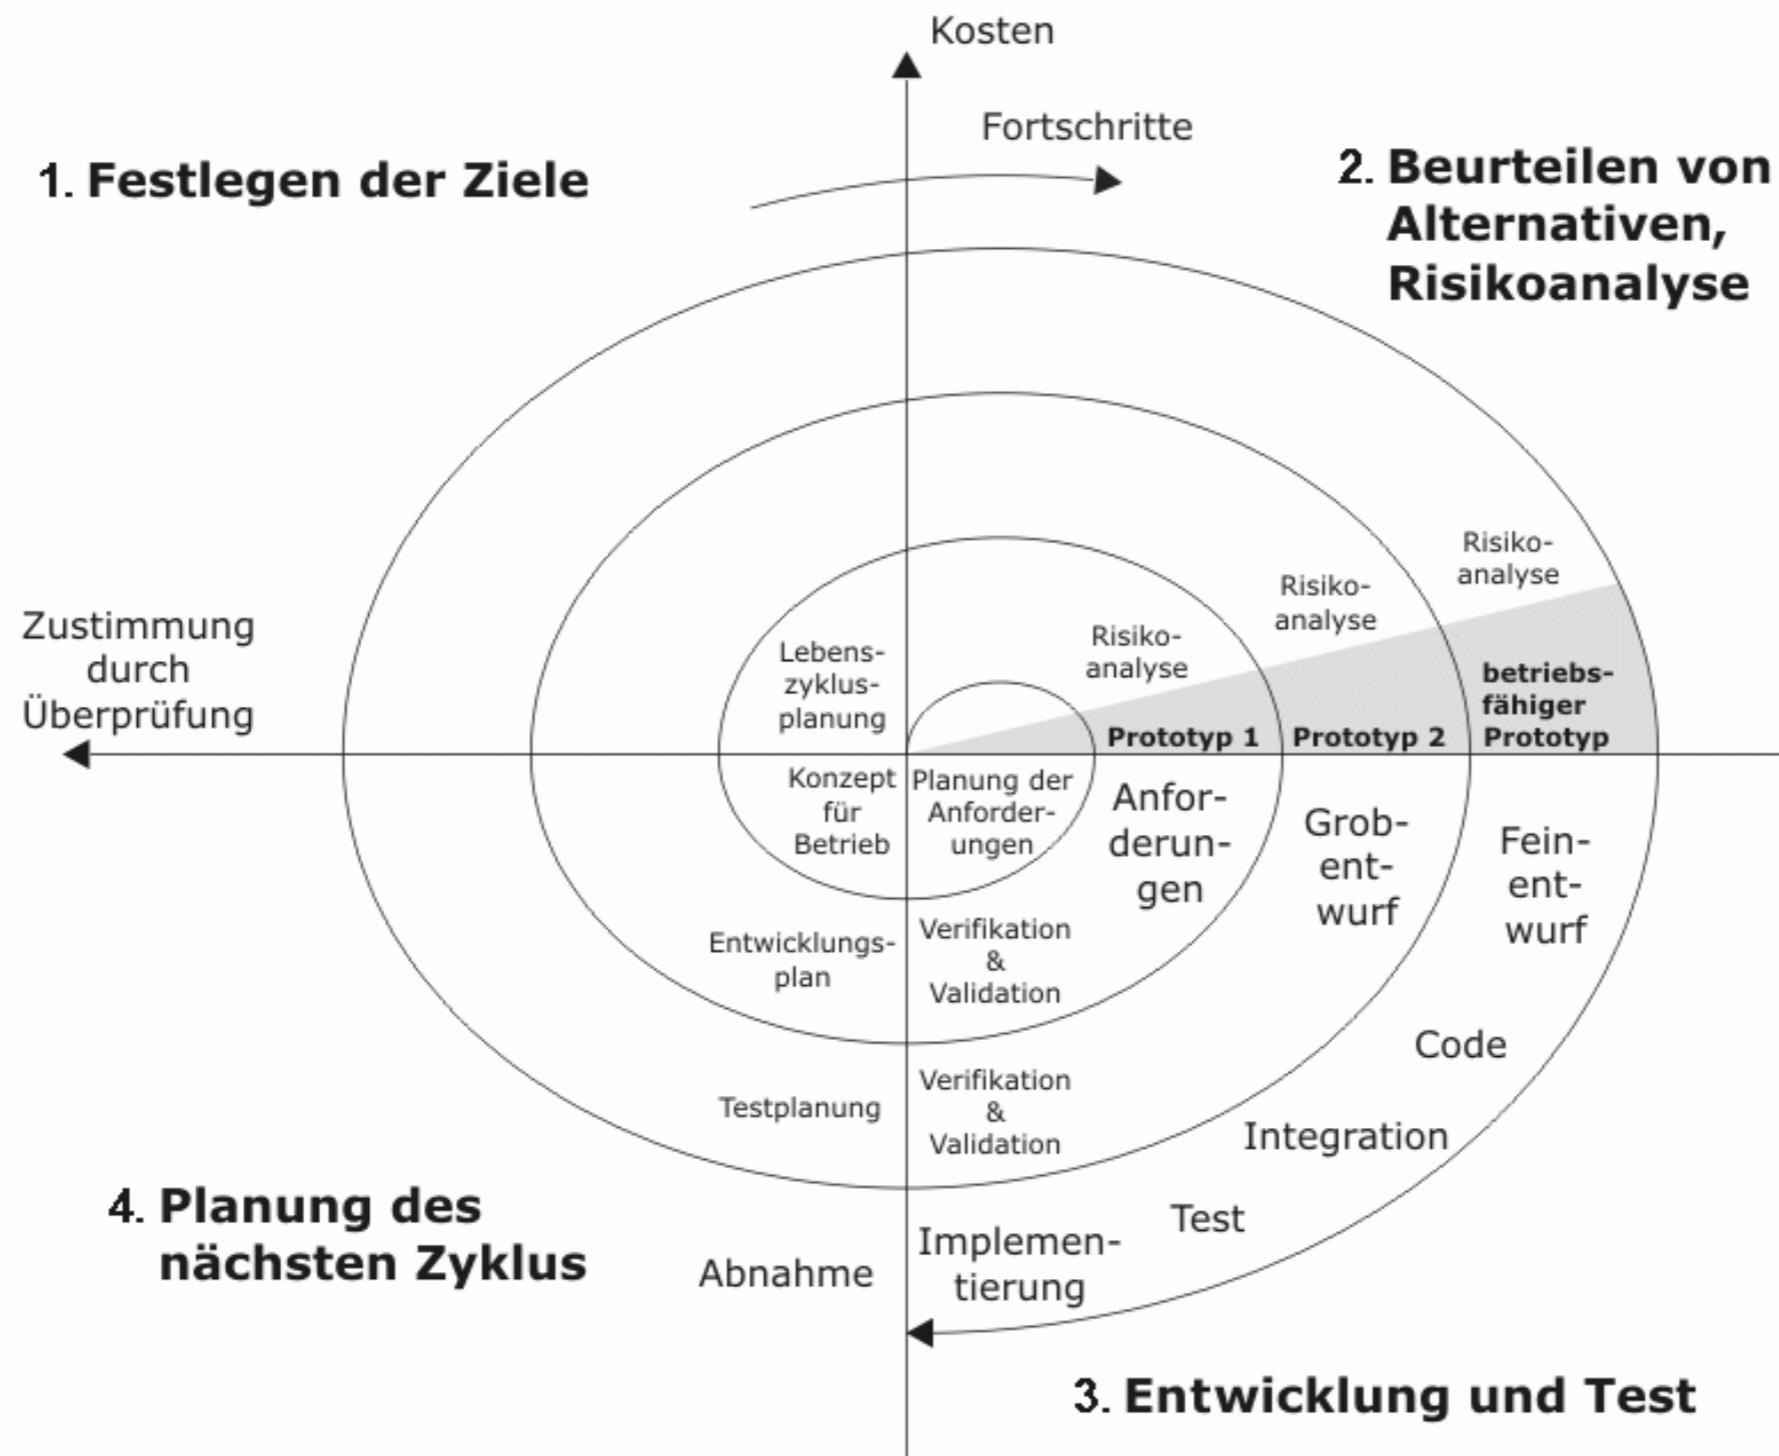 Kosten
Fortschritte
1. Festlegen der Ziele
2. Beurteilen von
Alternativen,
Risikoanalyse
Zustimmung
durch
Überprüfung
Lebens-
zyklus-
planung
Risiko-
analyse
Risiko-
analyse
Risiko-
analyse
Prototyp 1
Prototyp 2
betriebs-
fähiger
Prototyp
Konzept
für
Betrieb
Planung der
Anforder-
ungen
Anfor-
derun-
gen
Grob-
ent-
wurf
Fein-
ent-
wurf
Entwicklungs-
plan
Verifikation
&
Validation
Code
Testplanung
Verifikation
&
Validation
Integration
Test
Implemen-
tierung
Abnahme
4. Planung des
nächsten Zyklus
3. Entwicklung und Test